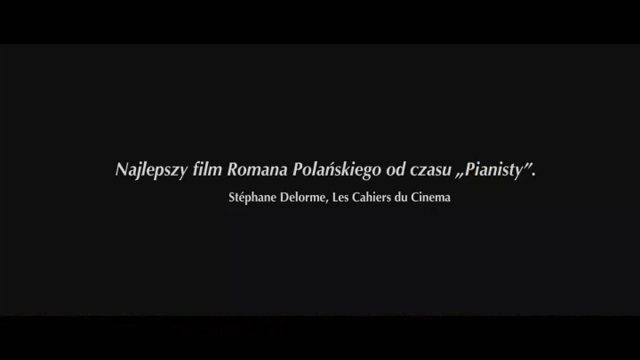 Najlepszy film Romana Polańskiego od czasu „Pianisty”.
Stéphane Delorme, Les Cahiers du Cinema